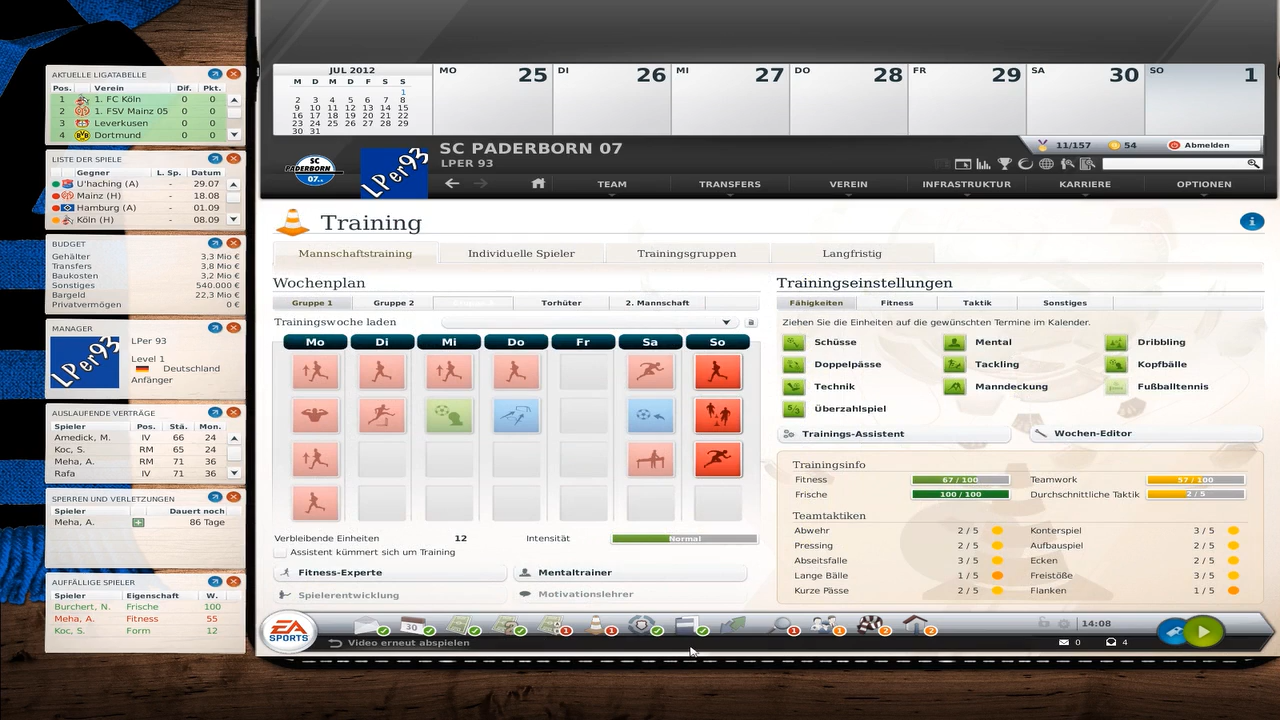 AKTUELLE LIGATABELLE
Pos. Verein Dif. Pkt.
1 1. FC Köln 0 0
2 1. FSV Mainz 05 0 0
3 Leverkusen 0 0
4 Dortmund 0 0
LISTE DER SPIELE
Gegner L. Sp. Datum
U'haching (A) - 29.07
Mainz (H) - 18.08
Hamburg (A) - 01.09
Köln (H) - 08.09
BUDGET
Gehälter 3,3 Mio €
Transfers 3,8 Mio €
Baukosten 3,2 Mio €
Sonstiges 540.000 €
Bargeld 22,3 Mio €
Privatvermögen 0 €
MANAGER
LPer93
LPer 93
Level 1
Deutschland
Anfänger
AUSLAUFENDE VERTRÄGE
Spieler Pos. Stä. Mon.
Amedick, M. IV 66 24
Koc, S. RM 65 24
Meha, A. RM 71 36
Rafa IV 71 36
SPERREN UND VERLETZUNGEN
Spieler Dauert noch
Meha, A. 86 Tage
AUFFÄLLIGE SPIELER
Spieler Eigenschaft W.
Burchert, N. Frische 100
Meha, A. Fitness 55
Koc, S. Form 12
JUL 2012
M D M D F S S
1
2 3 4 5 6 7 8
9 10 11 12 13 14 15
16 17 18 19 20 21 22
23 24 25 26 27 28 29
30 31
MO 25 DI 26 MI 27 DO 28 FR 29 SA 30 SO 1
11/157 54 Abmelden
SC PADERBORN 07..
LPer93
SC PADERBORN 07
LPER 93
TEAM TRANSFERS VEREIN INFRASTRUKTUR KARRIERE OPTIONEN
Training
Mannschaftstraining Individuelle Spieler Trainingsgruppen Langfristig
Wochenplan
Gruppe 1 Gruppe 2 Torhüter 2. Mannschaft
Trainingswoche laden
Mo Di Mi Do Fr Sa So
Verbleibende Einheiten 12 Intensität Normal
Assistent kümmert sich um Training
Fitness-Experte Mentaltrainer
Spielerentwicklung Motivationslehrer
Trainingseinstellungen
Fähigkeiten Fitness Taktik Sonstiges
Ziehen Sie die Einheiten auf die gewünschten Termine im Kalender.
Schüsse Mental Dribbling
Doppelpässe Tackling Kopfbälle
Technik Manndeckung Fußballtennis
Überzahlspiel
Trainings-Assistent Wochen-Editor
Trainingsinfo
Fitness 67 / 100 Teamwork 57 / 100
Frische 100 / 100 Durchschnittliche Taktik 2 / 5
Teamtaktiken
Abwehr 2 / 5 Konterspiel 3 / 5
Pressing 2 / 5 Aufbauspiel 2 / 5
Abseitsfalle 3 / 5 Ecken 2 / 5
Lange Bälle 1 / 5 Freistöße 3 / 5
Kurze Pässe 2 / 5 Flanken 1 / 5
EA SPORTS
30 1 1 1 1 2 2
14:08
Video erneut abspielen
0 4